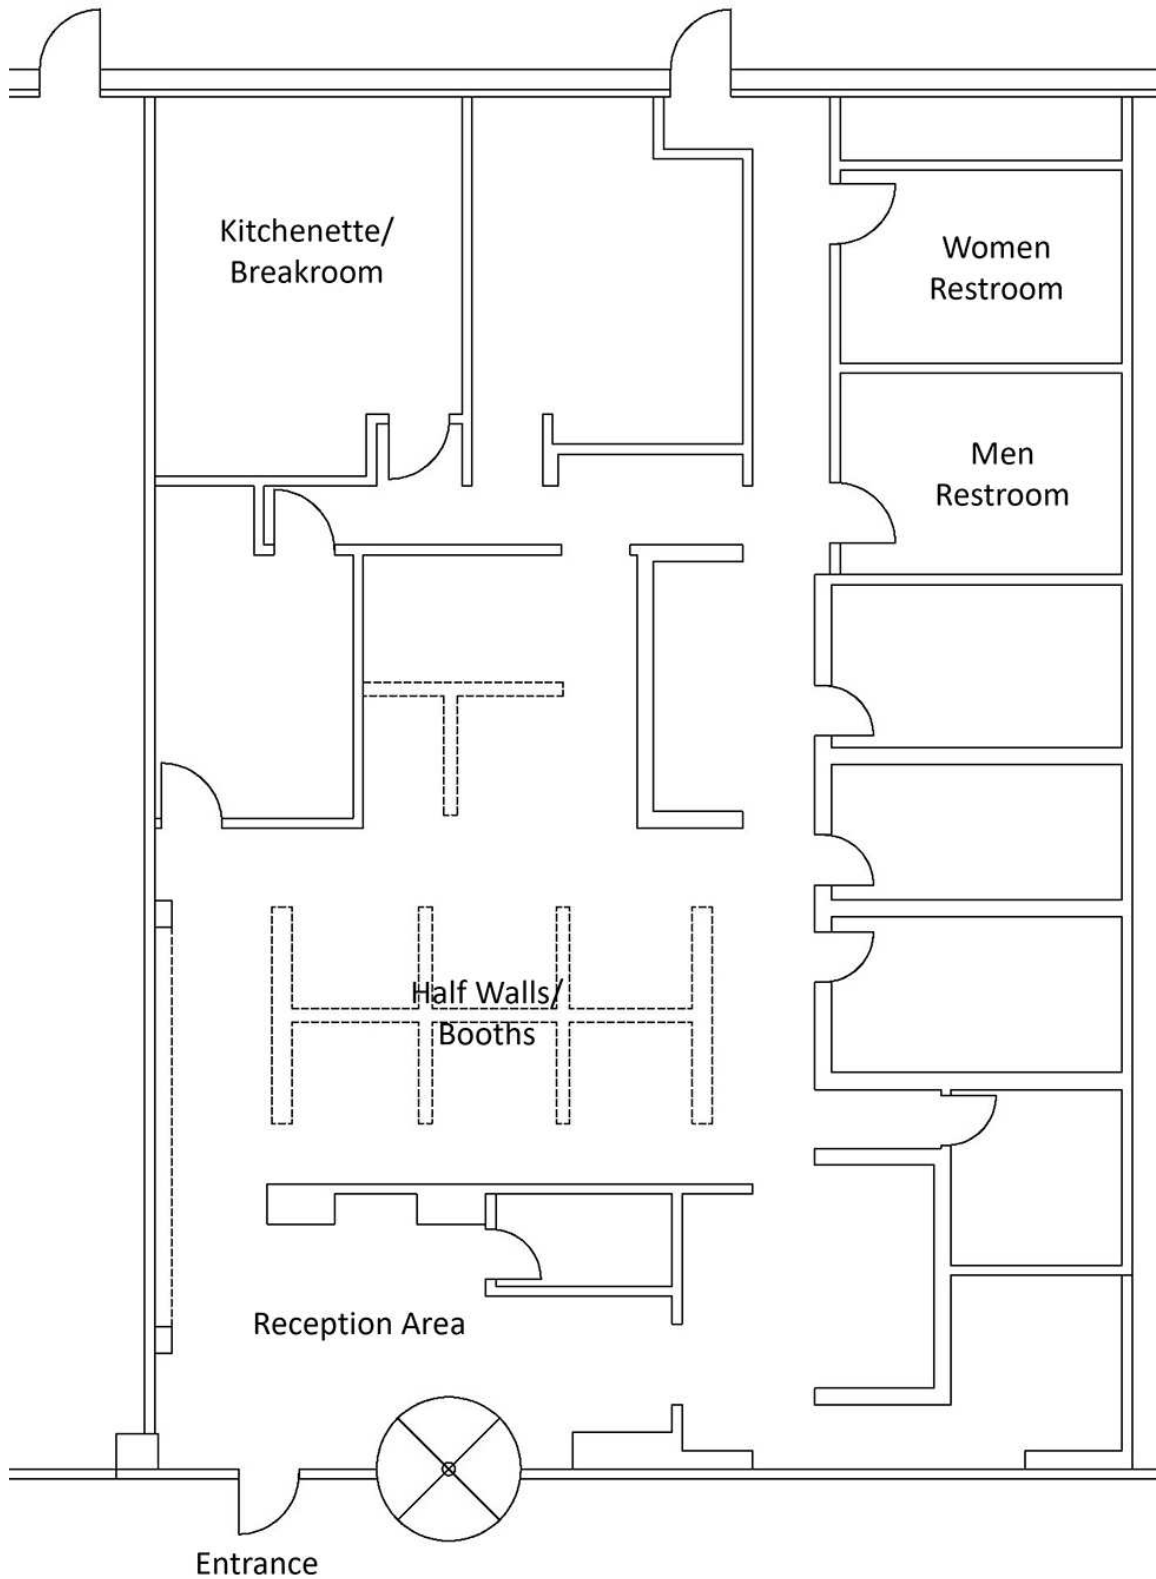 Kitchenette/
Breakroom
Women
Restroom
Men
Restroom
Half Walls/
Booths
Reception Area
Entrance